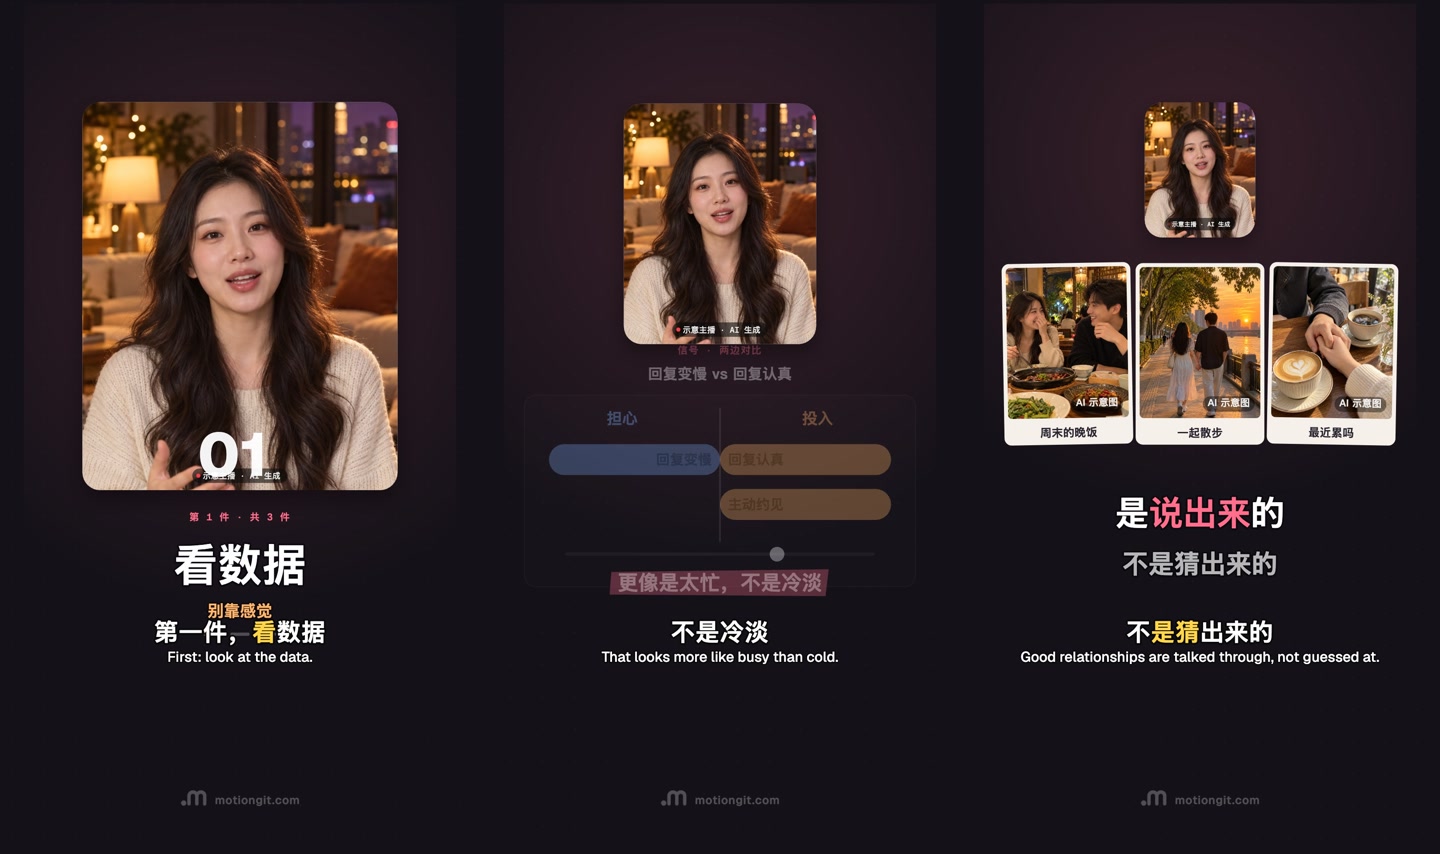 01
示意主播 · AI 生成
第 1 件 · 共 3 件
看数据
别靠感觉
第一件，看数据
First: look at the data.
.m motiongit.com
示意主播 · AI 生成
信号 · 两边对比
回复变慢 vs 回复认真
担心
投入
回复变慢
回复认真
主动约见
更像是太忙，不是冷淡
不是冷淡
That looks more like busy than cold.
.m motiongit.com
示意主播 · AI 生成
AI 示意图
AI 示意图
AI 示意图
周末的晚饭
一起散步
最近累吗
是说出来的
不是猜出来的
不是猜出来的
Good relationships are talked through, not guessed at.
.m motiongit.com